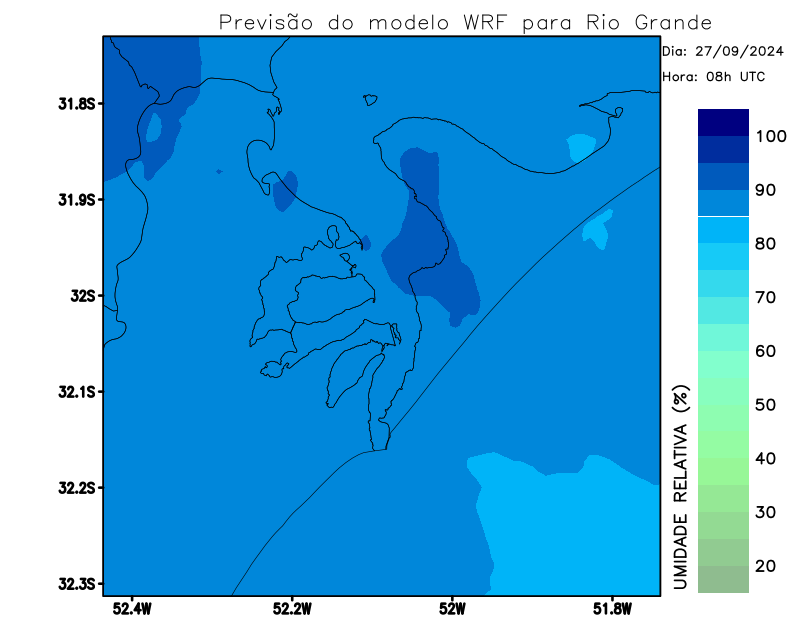 Previsão do modelo WRF para Rio Grande
Dia: 27/09/2024
Hora: 08h UTC
31.8S
31.9S
32S
32.1S
32.2S
32.3S
52.4W
52.2W
52W
51.8W
100
90
80
70
60
50
40
30
20
UMIDADE RELATIVA (%)